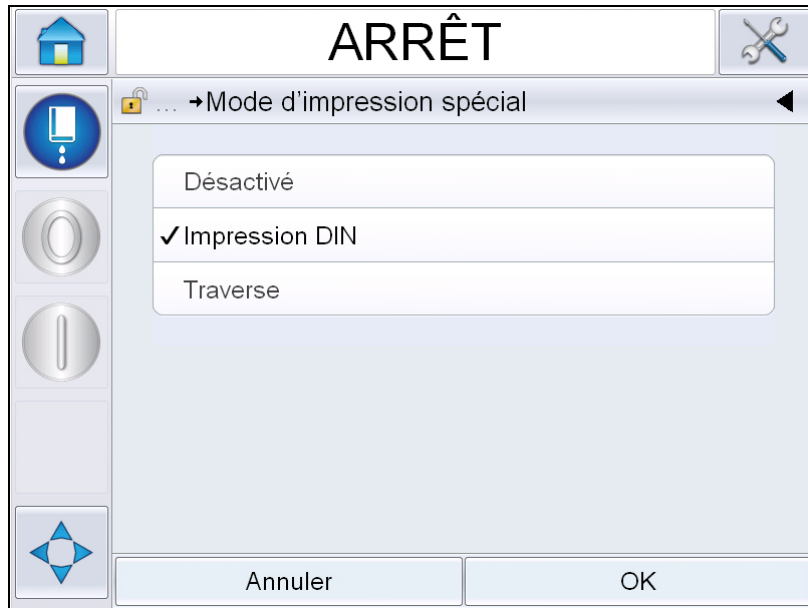 ARRÊT
... →Mode d'impression spécial
Désactivé
✓Impression DIN
Traverse
Annuler
OK